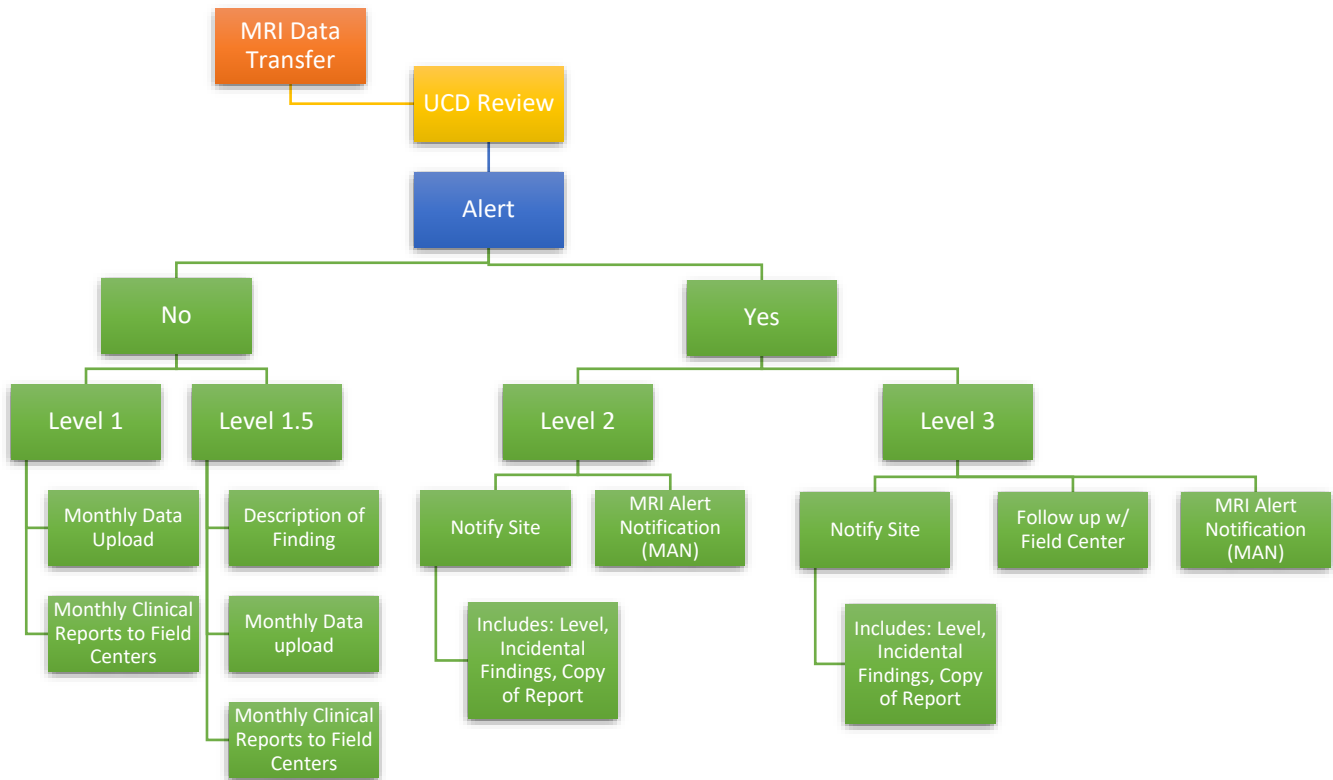 MRI Data
Transfer
UCD Review
Alert
No
Yes
Level 1
Level 1.5
Level 2
Level 3
Monthly Data
Upload
Monthly Clinical
Reports to Field
Centers
Description of
Finding
Monthly Data
upload
Monthly Clinical
Reports to Field
Centers
Notify Site
MRI Alert
Notification
(MAN)
Includes: Level,
Incidental
Findings, Copy
of Report
Notify Site
Follow up w/
Field Center
MRI Alert
Notification
(MAN)
Includes: Level,
Incidental
Findings, Copy
of Report